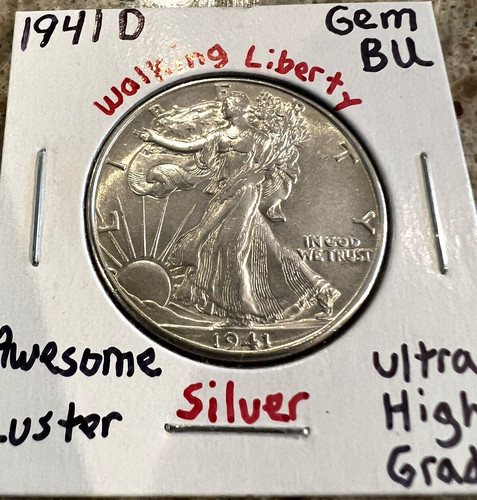 1941 D
Gem
BU
Walking Liberty
LIBERTY
IN GOD
WE TRUST
1941
Awesome
Luster
Silver
Ultra
High
Grad